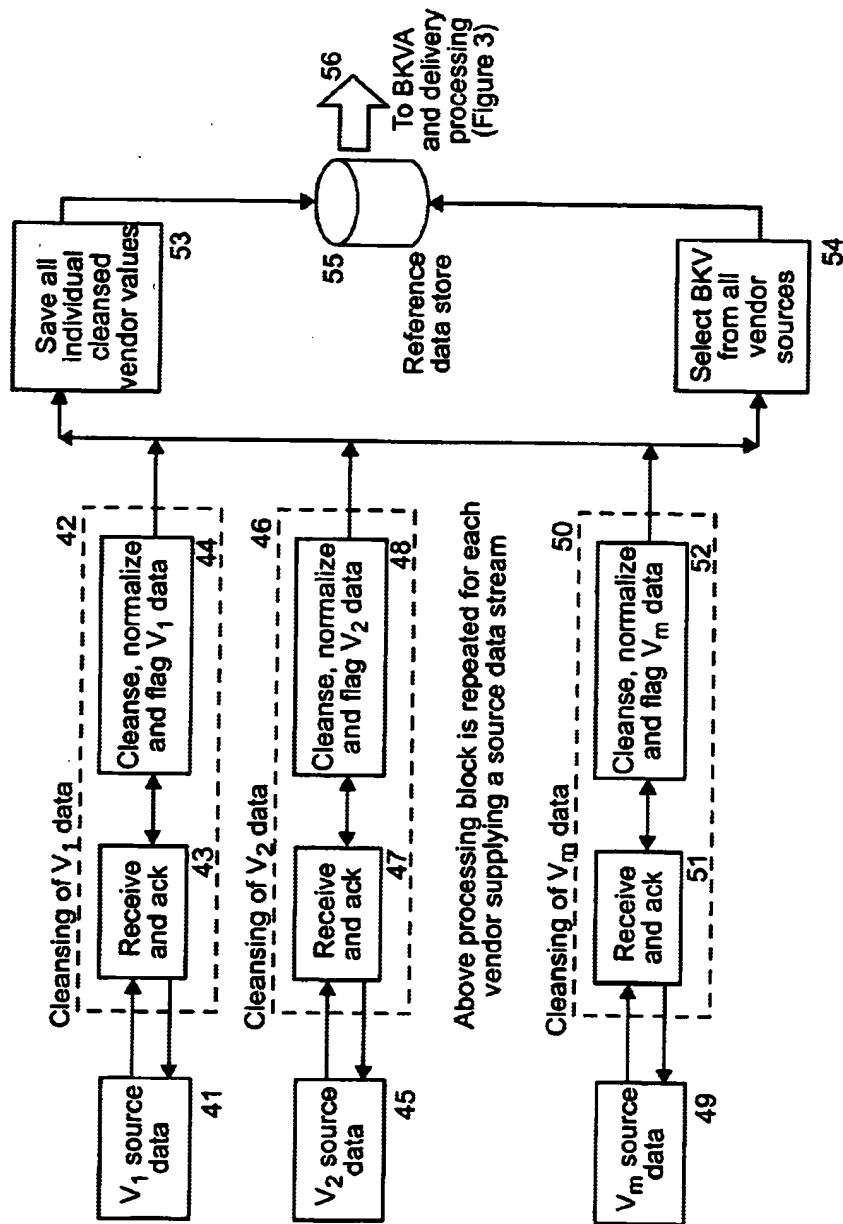 Cleansing of V1 data
42
V1 source
data
41
Receive
and ack
43
Cleanse, normalize
and flag V1 data
44
Cleansing of V2 data
46
V2 source
data
45
Receive
and ack
47
Cleanse, normalize
and flag V2 data
48
Above processing block is repeated for each
vendor supplying a source data stream
Cleansing of Vm data
50
Vm source
data
49
Receive
and ack
51
Cleanse, normalize
and flag Vm data
52
Save all
individual
cleansed
vendor values
53
55
Reference
data store
56
To BKVA
and delivery
processing
(Figure 3)
Select BKV
from all
vendor
sources
54